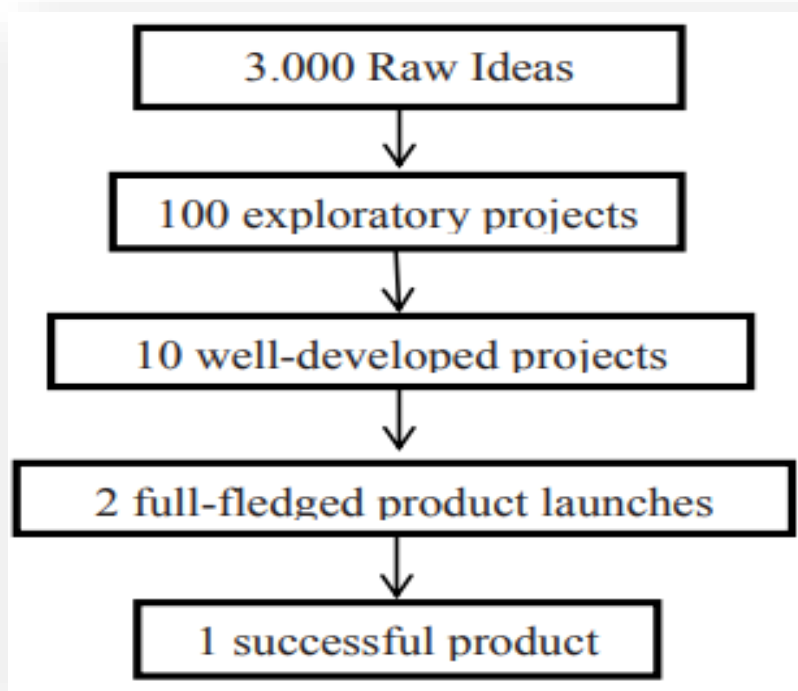 3.000 Raw Ideas
100 exploratory projects
10 well-developed projects
2 full-fledged product launches
1 successful product